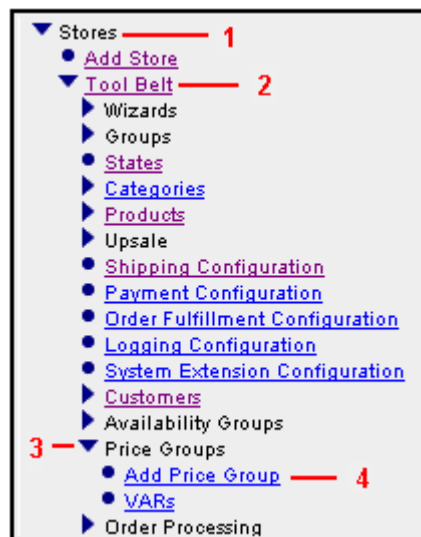 Stores 1
Add Store
Tool Belt 2
Wizards
Groups
States
Categories
Products
Upsale
Shipping Configuration
Payment Configuration
Order Fulfillment Configuration
Logging Configuration
System Extension Configuration
Customers
Availability Groups
3 Price Groups
Add Price Group 4
VARs
Order Processing